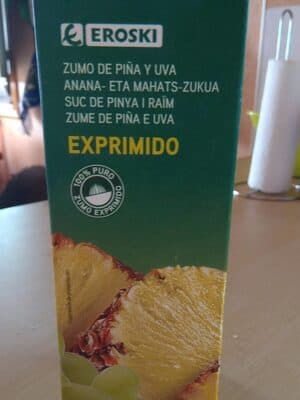 EROSKI
ZUMO DE PIÑA Y UVA
ANANA- ETA MAHATS-ZUKUA
SUC DE PINYA I RAÏM
ZUME DE PIÑA E UVA
EXPRIMIDO
100% PURO
ZUMO EXPRIMIDO